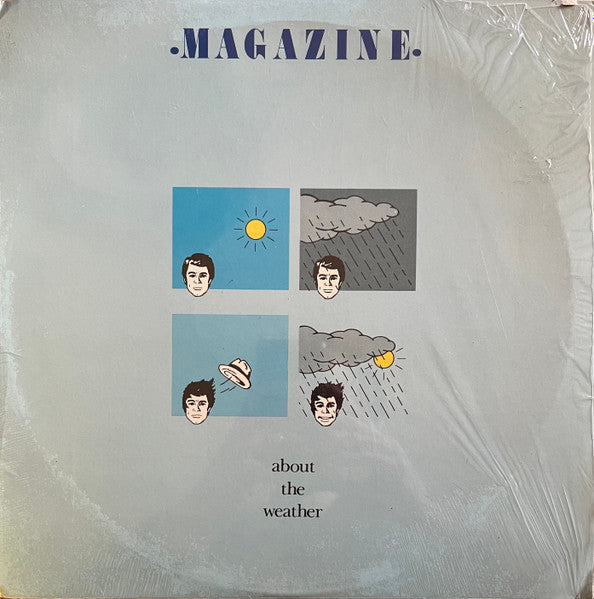 •MAGAZINE•
about
the
weather